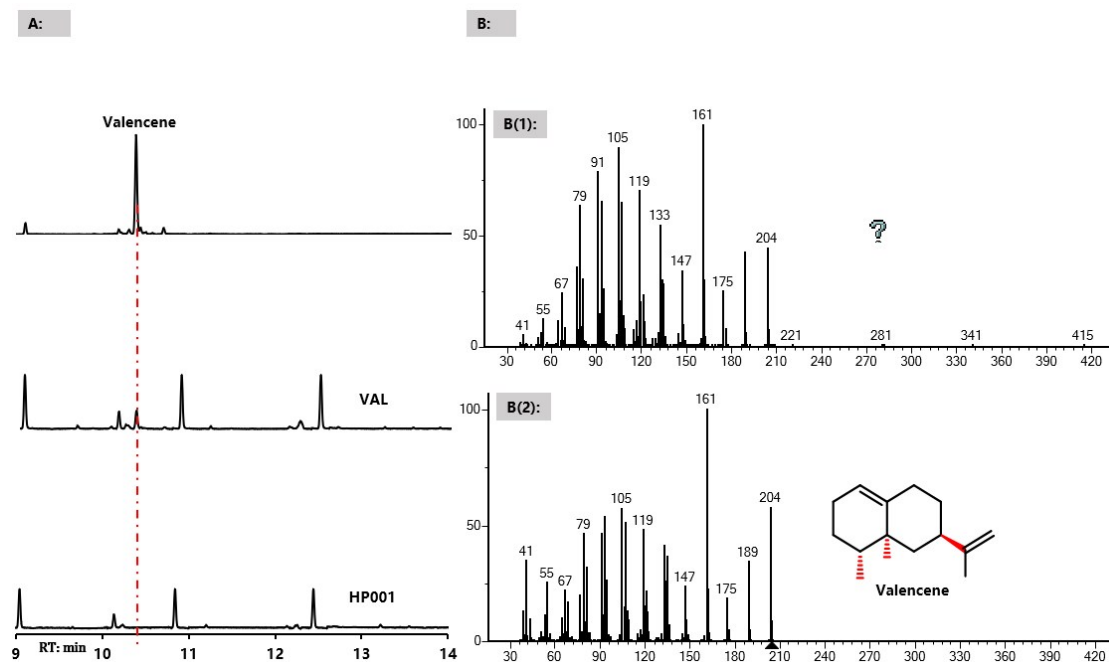 A:
Valencene
VAL
HP001
9 10 11 12 13 14
RT: min
B:
B(1):
100
50
0
41 55 67 79 91 105 119 133 147 161 175 204 221 281 341 415
?
30 60 90 120 150 180 210 240 270 300 330 360 390 420
B(2):
100
50
0
41 55 67 79 105 119 147 161 175 189 204
Valencene
30 60 90 120 150 180 210 240 270 300 330 360 390 420